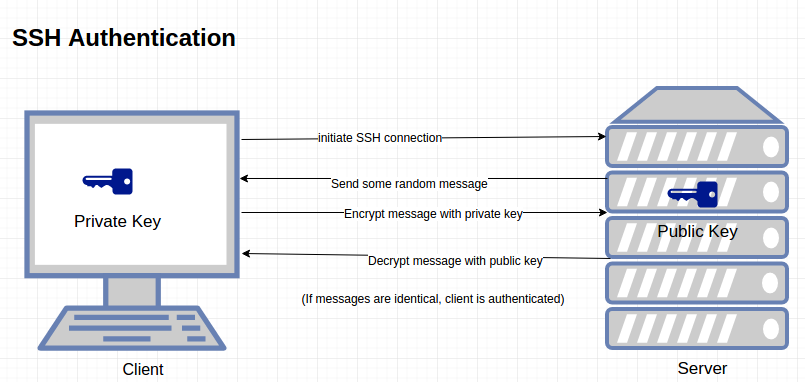 SSH Authentication
initiate SSH connection
Send some random message
Private Key
Encrypt message with private key
Public Key
Decrypt message with public key
(If messages are identical, client is authenticated)
Client
Server